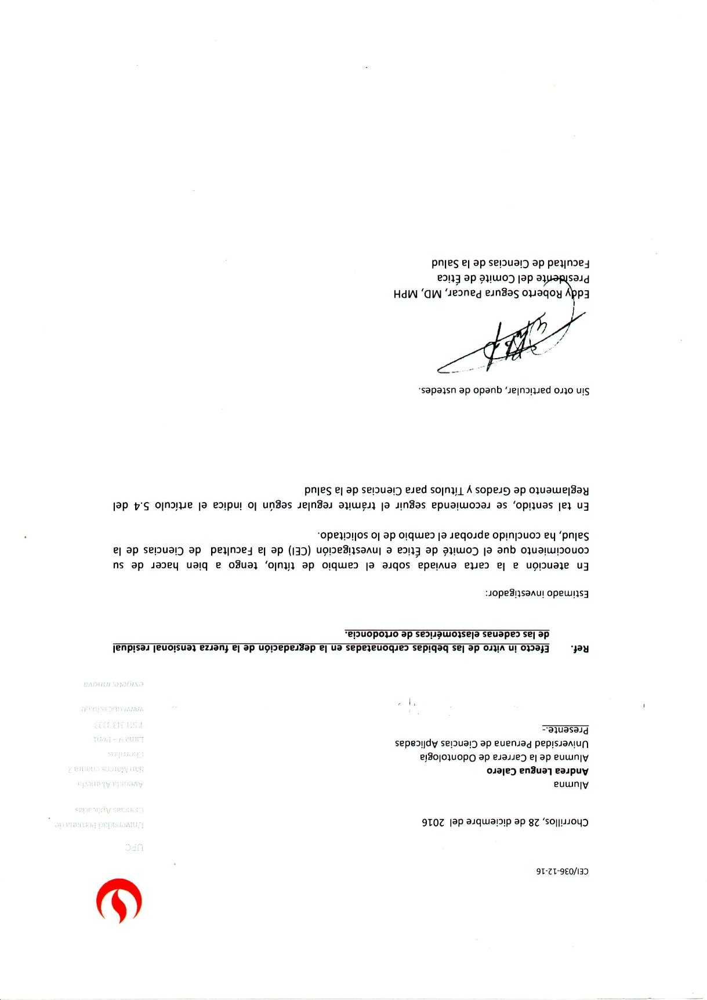 CEI/036-12-16
UPC
Chorrillos, 28 de diciembre del 2016
Universidad Peruana de
Ciencias Aplicadas
Alumna
Andrea Lengua Calero
Alumna de la Carrera de Odontología
Universidad Peruana de Ciencias Aplicadas
Presente.-
Avenida Alameda
San Marcos cuadra 2
Chorrillos
Lima 9 – Perú
T 511 313 3333
www.upc.edu.pe
exígete, innova
Ref. Efecto in vitro de las bebidas carbonatadas en la degradación de la fuerza tensional residual
de las cadenas elastoméricas de ortodoncia.
Estimado investigador:
En atención a la carta enviada sobre el cambio de título, tengo a bien hacer de su
conocimiento que el Comité de Ética e Investigación (CEI) de la Facultad de Ciencias de la
Salud, ha concluido aprobar el cambio de lo solicitado.
En tal sentido, se recomienda seguir el trámite regular según lo indica el artículo 5.4 del
Reglamento de Grados y Títulos para Ciencias de la Salud
Sin otro particular, quedo de ustedes.
Eddy Roberto Segura Paucar, MD, MPH
Presidente del Comité de Ética
Facultad de Ciencias de la Salud